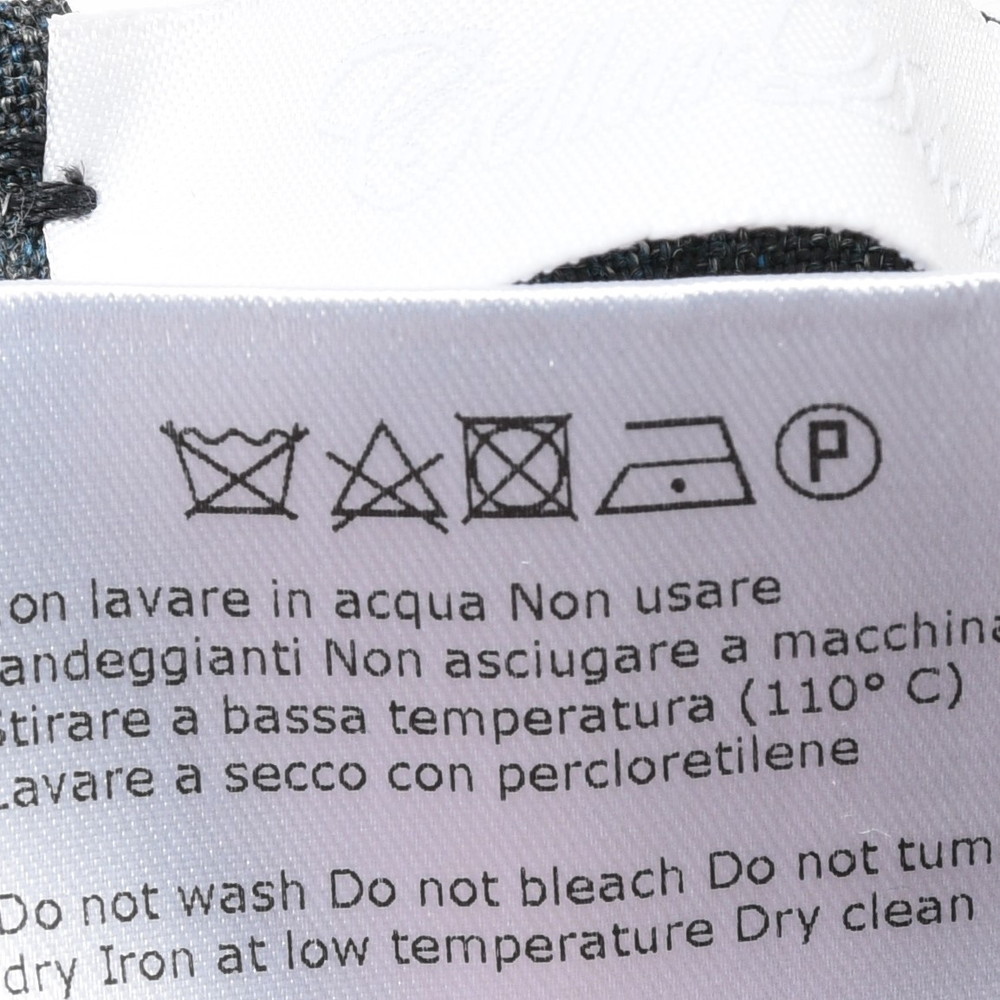 P
on lavare in acqua Non usare
andeggianti Non asciugare a macchina
Stirare a bassa temperatura (110° C)
Lavare a secco con percloretilene
Do not wash Do not bleach Do not tum
dry Iron at low temperature Dry clean